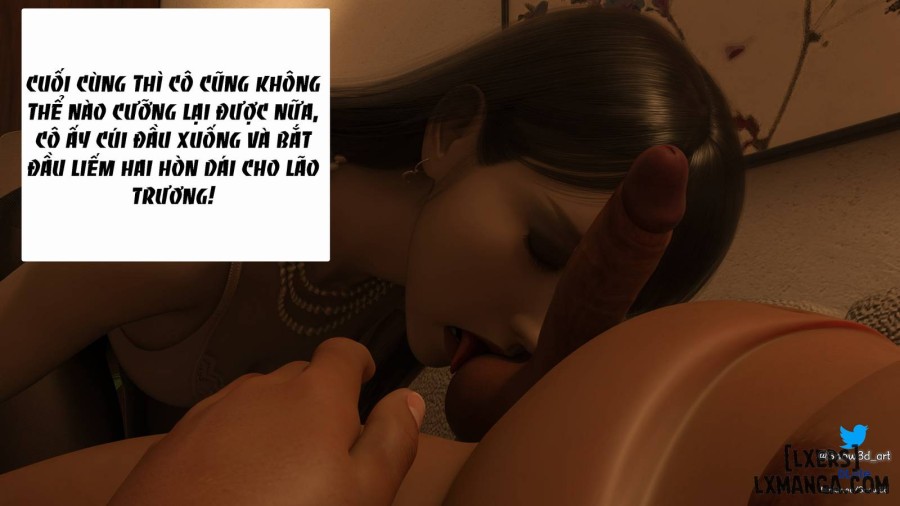 CUỐI CÙNG THÌ CÔ CŨNG KHÔNG
THỂ NÀO CƯỠNG LẠI ĐƯỢC NỮA,
CÔ ẤY CÚI ĐẦU XUỐNG VÀ BẮT
ĐẦU LIẾM HAI HÒN DÁI CHO LÃO
TRƯƠNG!
[LXERS]
LXMANGA.COM